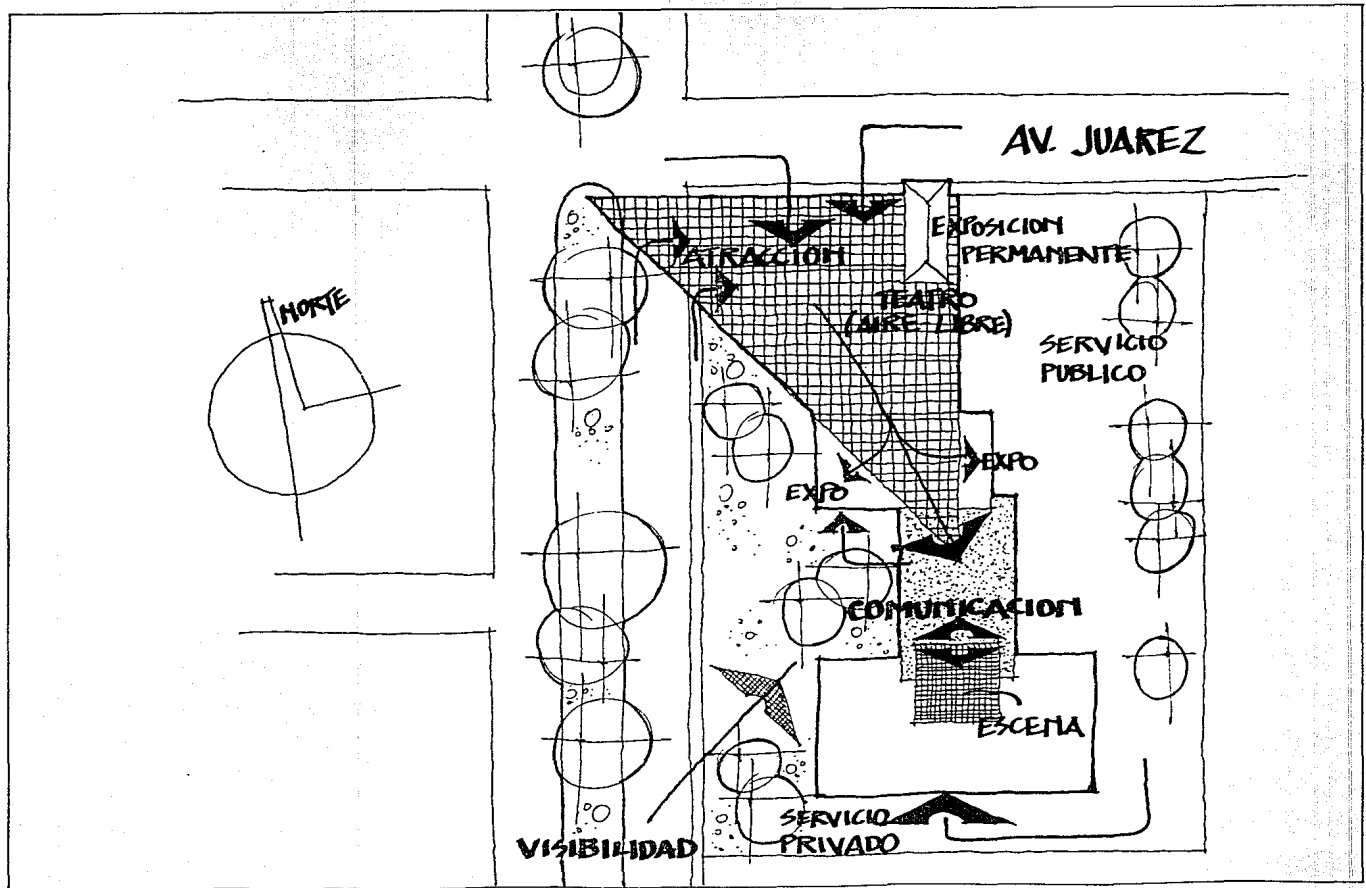 AV. JUAREZ
EXPOSICION
PERMANENTE
ATRACCION
NORTE
TEATRO
(AIRE LIBRE)
SERVICIO
PUBLICO
EXPO
EXPO
COMUNICACION
ESCENA
SERVICIO
PRIVADO
VISIBILIDAD